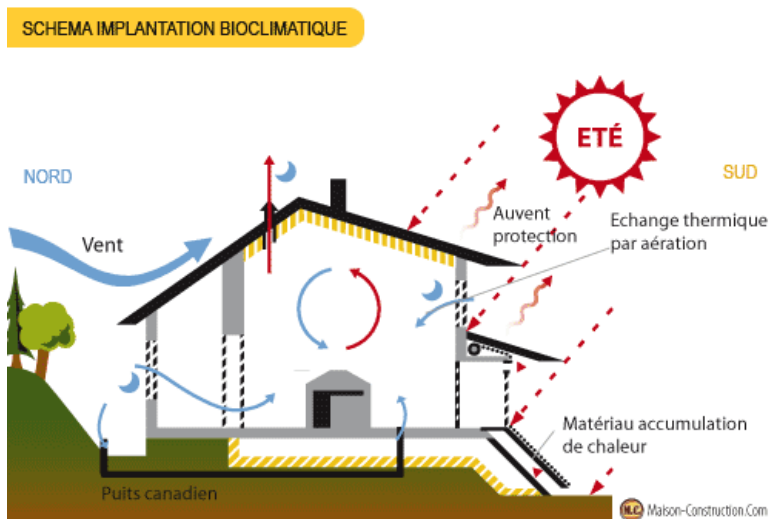 SCHEMA IMPLANTATION BIOCLIMATIQUE
ETÉ
NORD
SUD
Vent
Auvent
protection
Echange thermique
par aération
Matériau accumulation
de chaleur
Puits canadien
M.C. Maison-Construction.Com